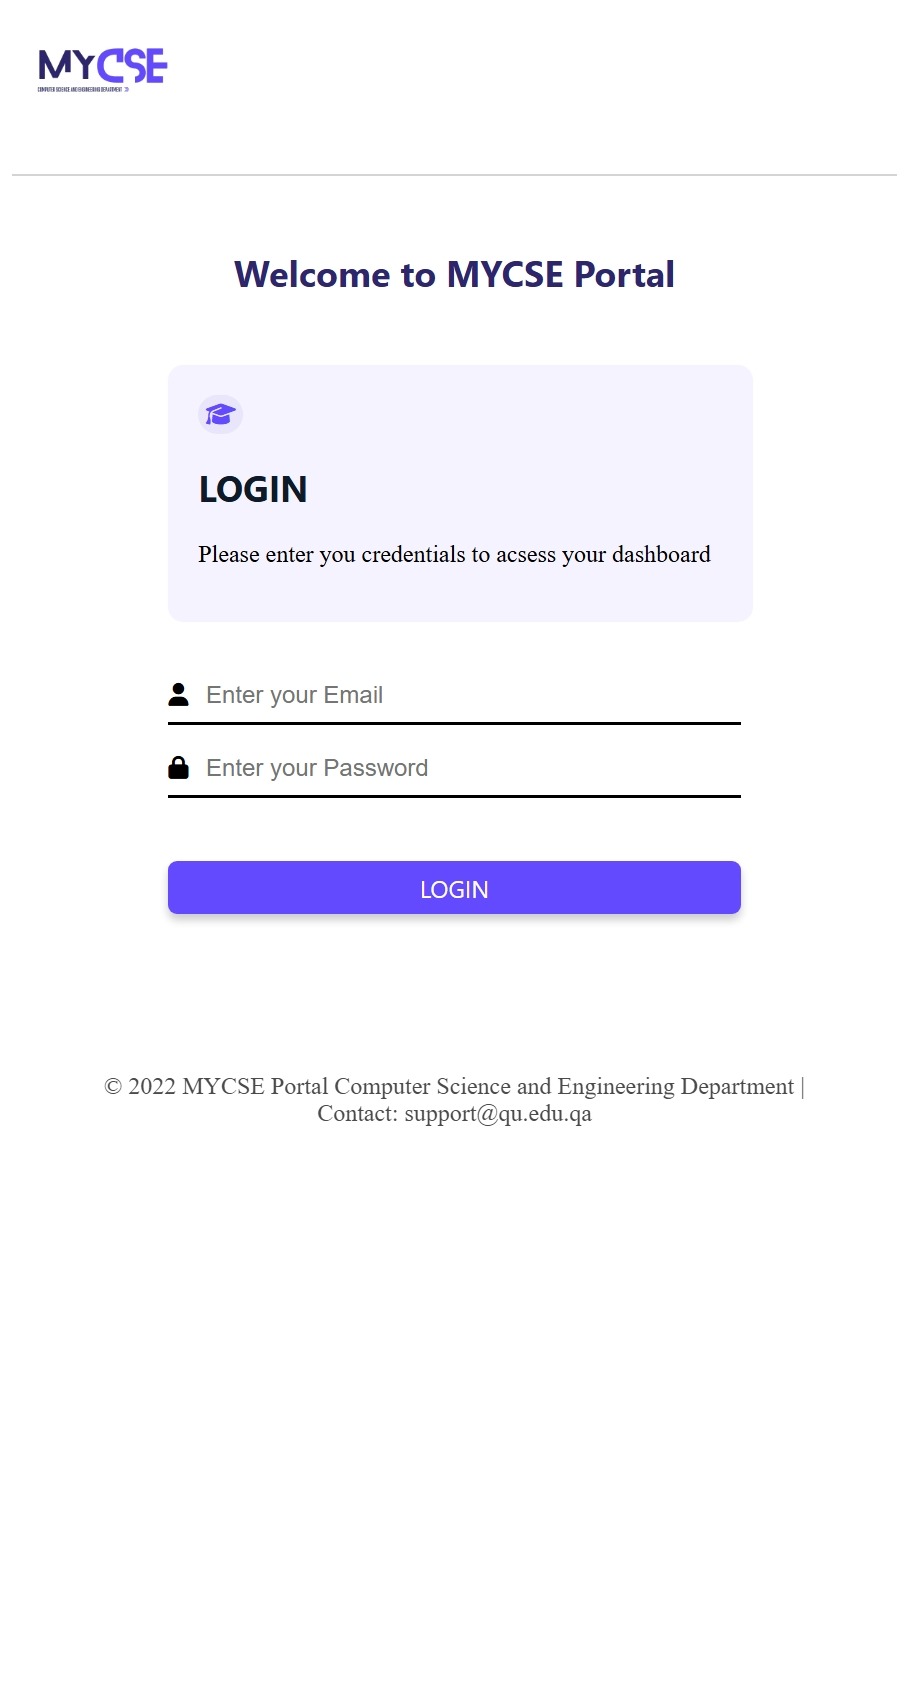 MYCSE
COMPUTER SCIENCE AND ENGINEERING DEPARTMENT
Welcome to MYCSE Portal
LOGIN
Please enter you credentials to acsess your dashboard
Enter your Email
Enter your Password
LOGIN
© 2022 MYCSE Portal Computer Science and Engineering Department |
Contact: support@qu.edu.qa